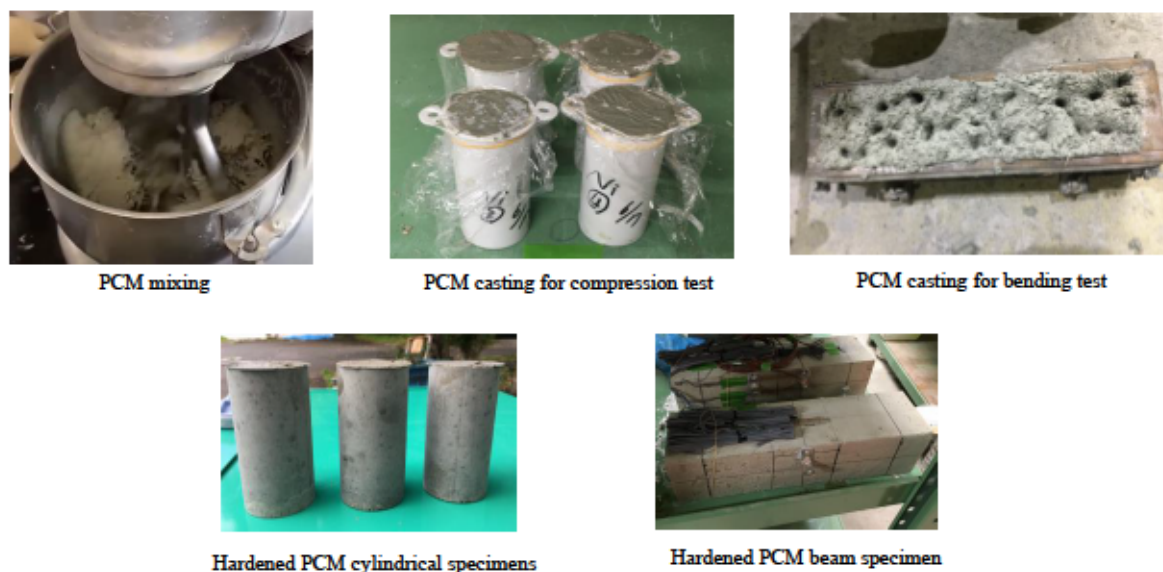 PCM mixing
PCM casting for compression test
PCM casting for bending test
Hardened PCM cylindrical specimens
Hardened PCM beam specimen